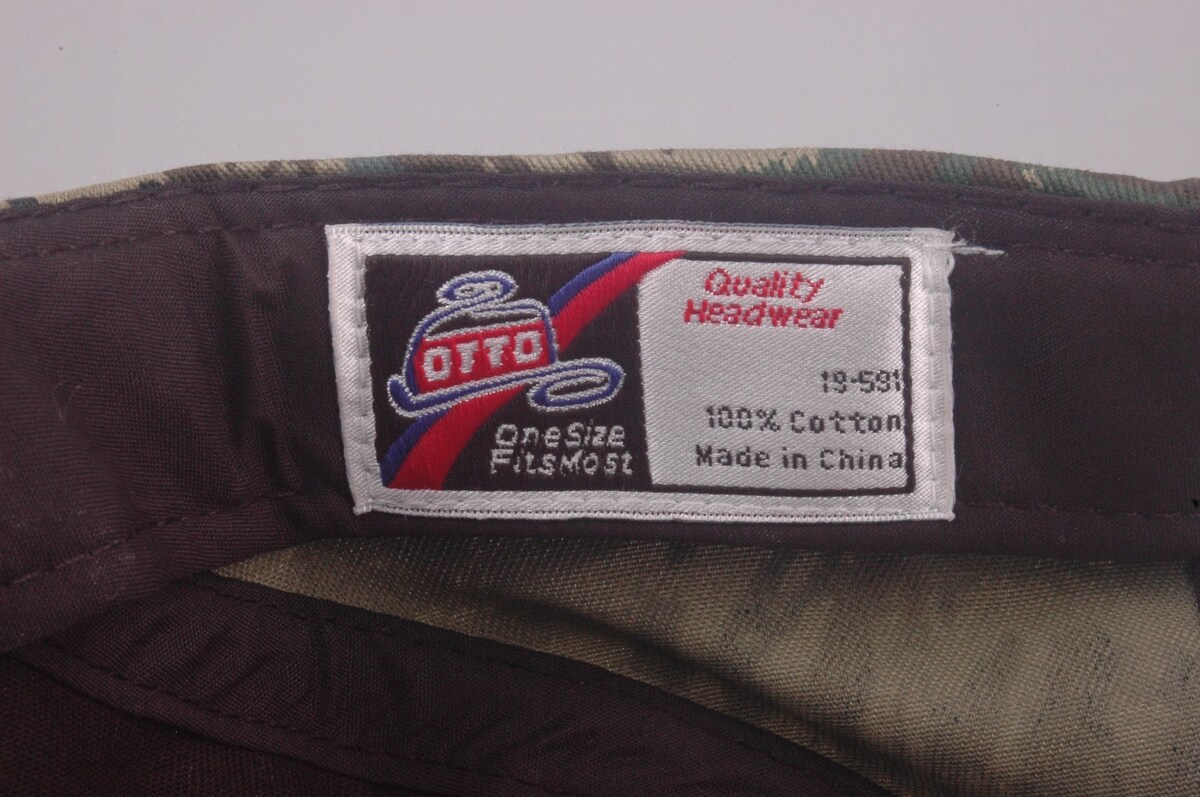 OTTO
One Size
Fits Most
Quality
Headwear
19-591
100% Cotton
Made in China